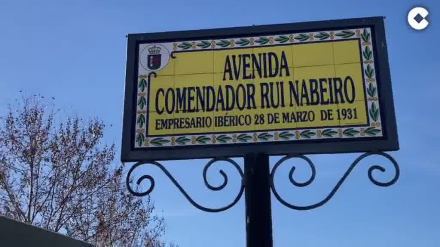 AVENIDA
COMENDADOR RUI NABEIRO
EMPRESARIO IBÉRICO 28 DE MARZO DE 1931